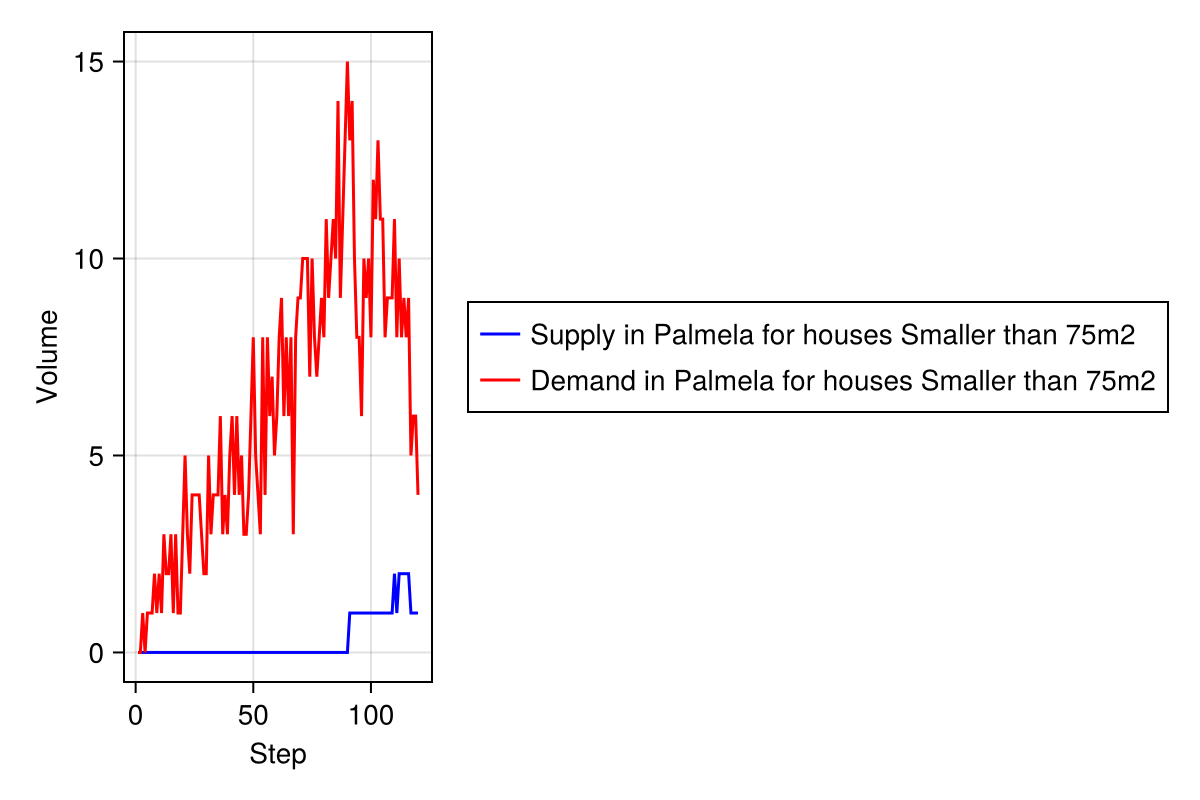 15
10
5
0
Volume
0 50 100
Step
Supply in Palmela for houses Smaller than 75m2
Demand in Palmela for houses Smaller than 75m2